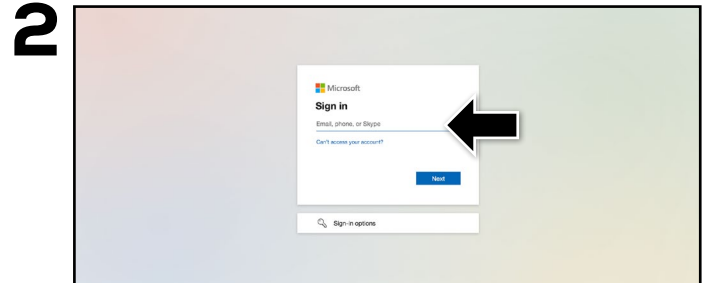 2
Microsoft
Sign in
Email, phone, or Skype
Can't access your account?
Next
Sign-in options